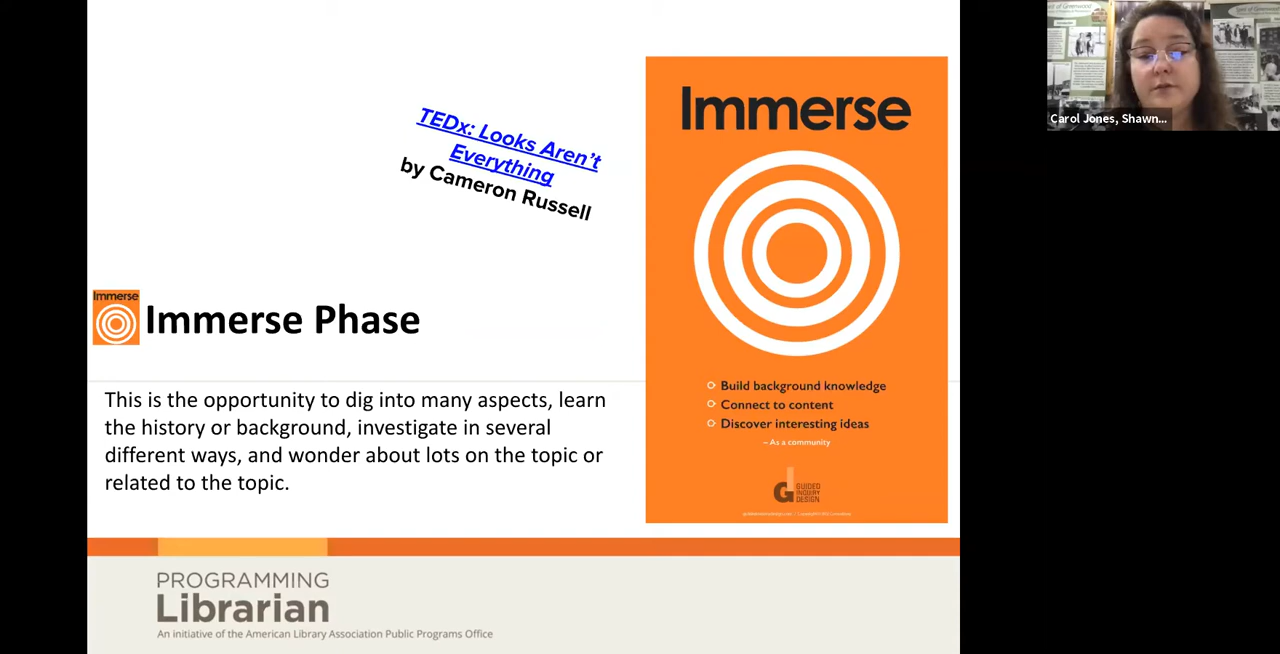 TEDx: Looks Aren't
Everything
by Cameron Russell
Immerse
Immerse
Immerse Phase
This is the opportunity to dig into many aspects, learn
the history or background, investigate in several
different ways, and wonder about lots on the topic or
related to the topic.
Build background knowledge
Connect to content
Discover interesting ideas
– As a community
Gd
GUIDED
INQUIRY
DESIGN
PROGRAMMING
Librarian
An initiative of the American Library Association Public Programs Office
Carol Jones, Shawn...